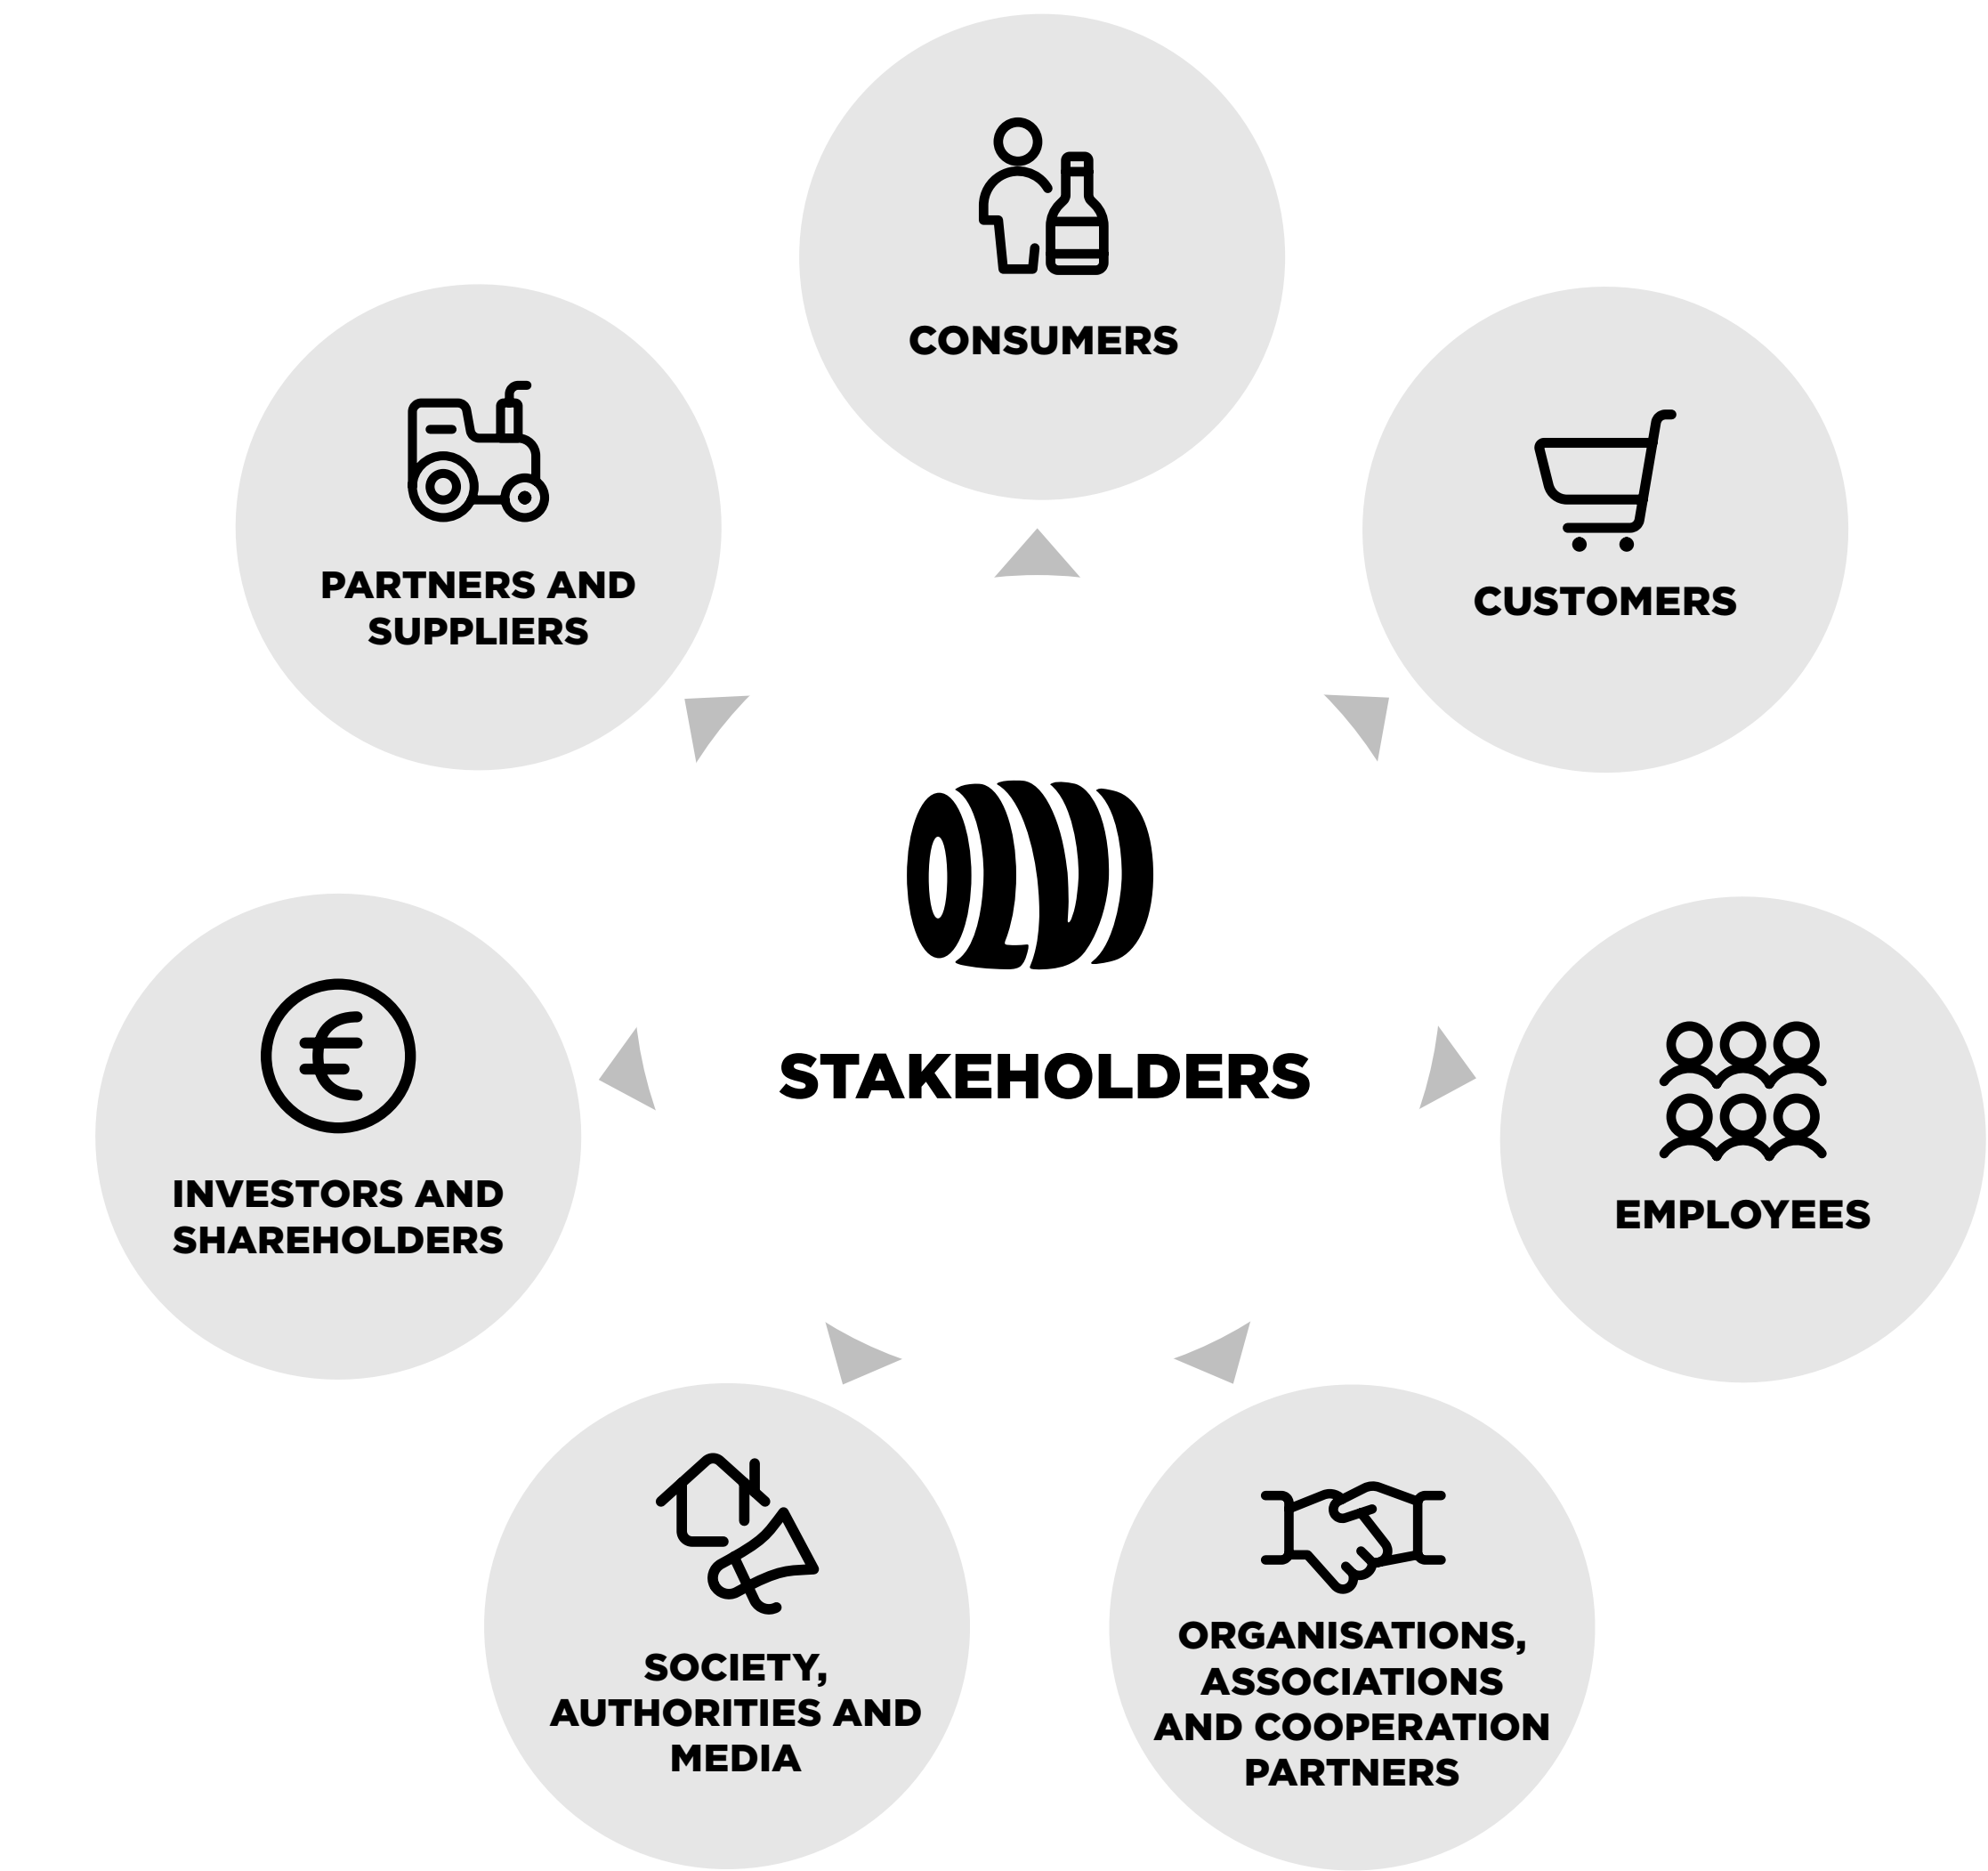 CONSUMERS
CUSTOMERS
PARTNERS AND
SUPPLIERS
OLVI
STAKEHOLDERS
EMPLOYEES
INVESTORS AND
SHAREHOLDERS
€
ORGANISATIONS,
ASSOCIATIONS
AND COOPERATION
PARTNERS
SOCIETY,
AUTHORITIES AND
MEDIA